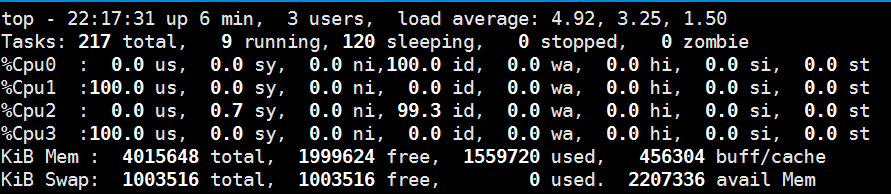 top - 22:17:31 up 6 min,  3 users,  load average: 4.92, 3.25, 1.50
Tasks: 217 total,   9 running, 120 sleeping,   0 stopped,   0 zombie
%Cpu0  :  0.0 us,  0.0 sy,  0.0 ni,100.0 id,  0.0 wa,  0.0 hi,  0.0 si,  0.0 st
%Cpu1  :100.0 us,  0.0 sy,  0.0 ni,  0.0 id,  0.0 wa,  0.0 hi,  0.0 si,  0.0 st
%Cpu2  :  0.0 us,  0.7 sy,  0.0 ni, 99.3 id,  0.0 wa,  0.0 hi,  0.0 si,  0.0 st
%Cpu3  :100.0 us,  0.0 sy,  0.0 ni,  0.0 id,  0.0 wa,  0.0 hi,  0.0 si,  0.0 st
KiB Mem :  4015648 total,  1999624 free,  1559720 used,   456304 buff/cache
KiB Swap:  1003516 total,  1003516 free,        0 used.  2207336 avail Mem